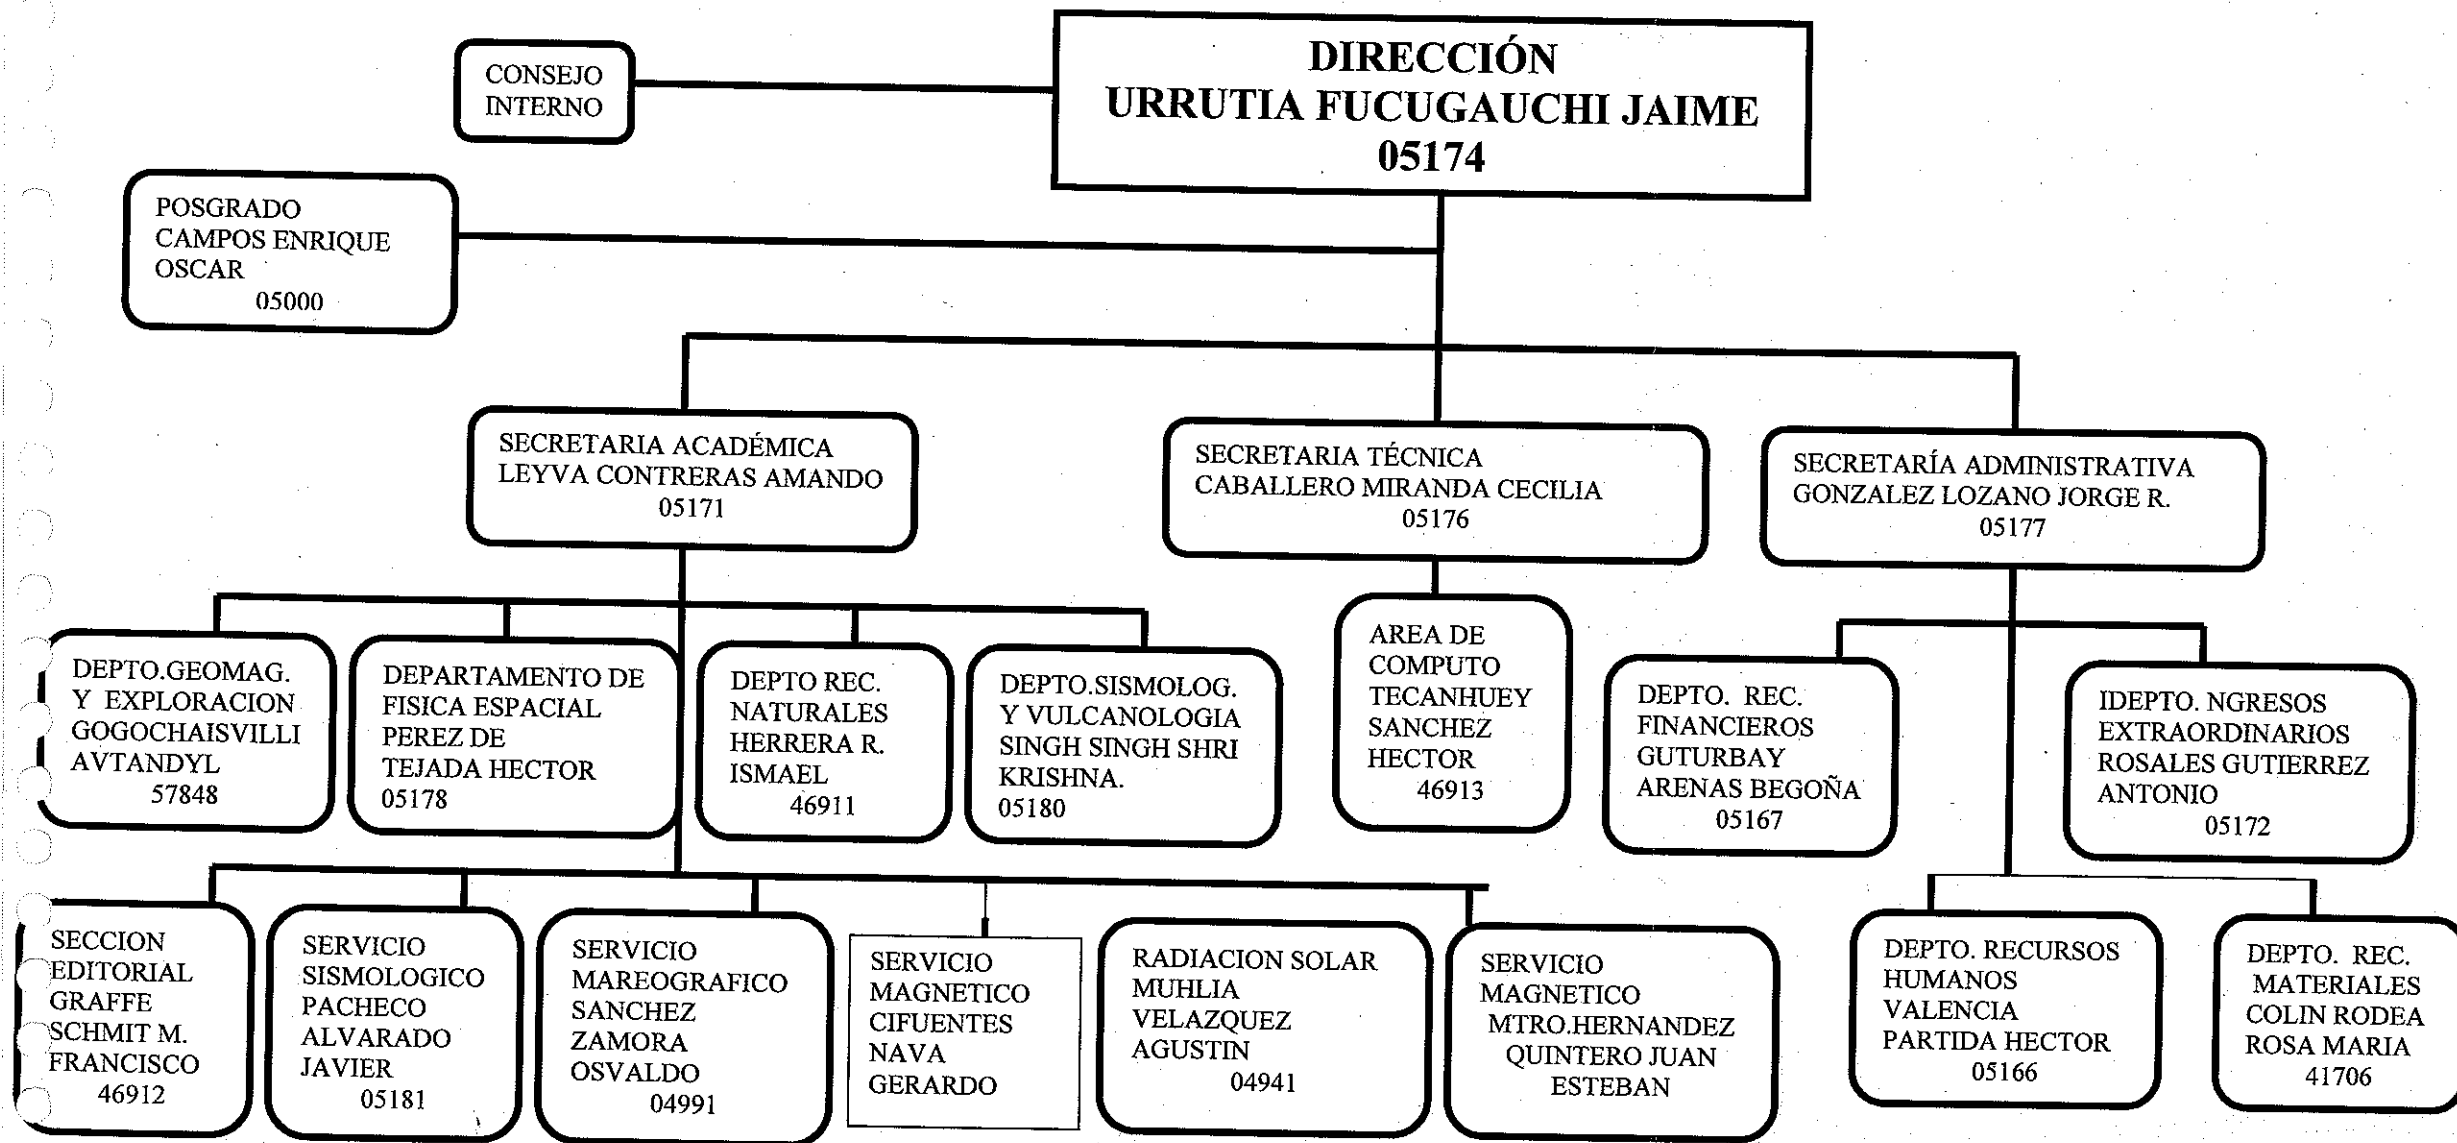 CONSEJO
INTERNO
DIRECCIÓN
URRUTIA FUCUGAUCHI JAIME
05174
POSGRADO
CAMPOS ENRIQUE
OSCAR
05000
SECRETARIA ACADÉMICA
LEYVA CONTRERAS AMANDO
05171
SECRETARIA TÉCNICA
CABALLERO MIRANDA CECILIA
05176
SECRETARÍA ADMINISTRATIVA
GONZALEZ LOZANO JORGE R.
05177
DEPTO.GEOMAG.
Y EXPLORACION
GOGOCHAISVILLI
AVTANDYL
57848
DEPARTAMENTO DE
FISICA ESPACIAL
PEREZ DE
TEJADA HECTOR
05178
DEPTO REC.
NATURALES
HERRERA R.
ISMAEL
46911
DEPTO.SISMOLOG.
Y VULCANOLOGIA
SINGH SINGH SHRI
KRISHNA.
05180
AREA DE
COMPUTO
TECANHUEY
SANCHEZ
HECTOR
46913
DEPTO. REC.
FINANCIEROS
GUTURBAY
ARENAS BEGOÑA
05167
IDEPTO. NGRESOS
EXTRAORDINARIOS
ROSALES GUTIERREZ
ANTONIO
05172
SECCION
EDITORIAL
GRAFFE
SCHMIT M.
FRANCISCO
46912
SERVICIO
SISMOLOGICO
PACHECO
ALVARADO
JAVIER
05181
SERVICIO
MAREOGRAFICO
SANCHEZ
ZAMORA
OSVALDO
04991
SERVICIO
MAGNETICO
CIFUENTES
NAVA
GERARDO
RADIACION SOLAR
MUHLIA
VELAZQUEZ
AGUSTIN
04941
SERVICIO
MAGNETICO
MTRO.HERNANDEZ
QUINTERO JUAN
ESTEBAN
DEPTO. RECURSOS
HUMANOS
VALENCIA
PARTIDA HECTOR
05166
DEPTO. REC.
MATERIALES
COLIN RODEA
ROSA MARIA
41706